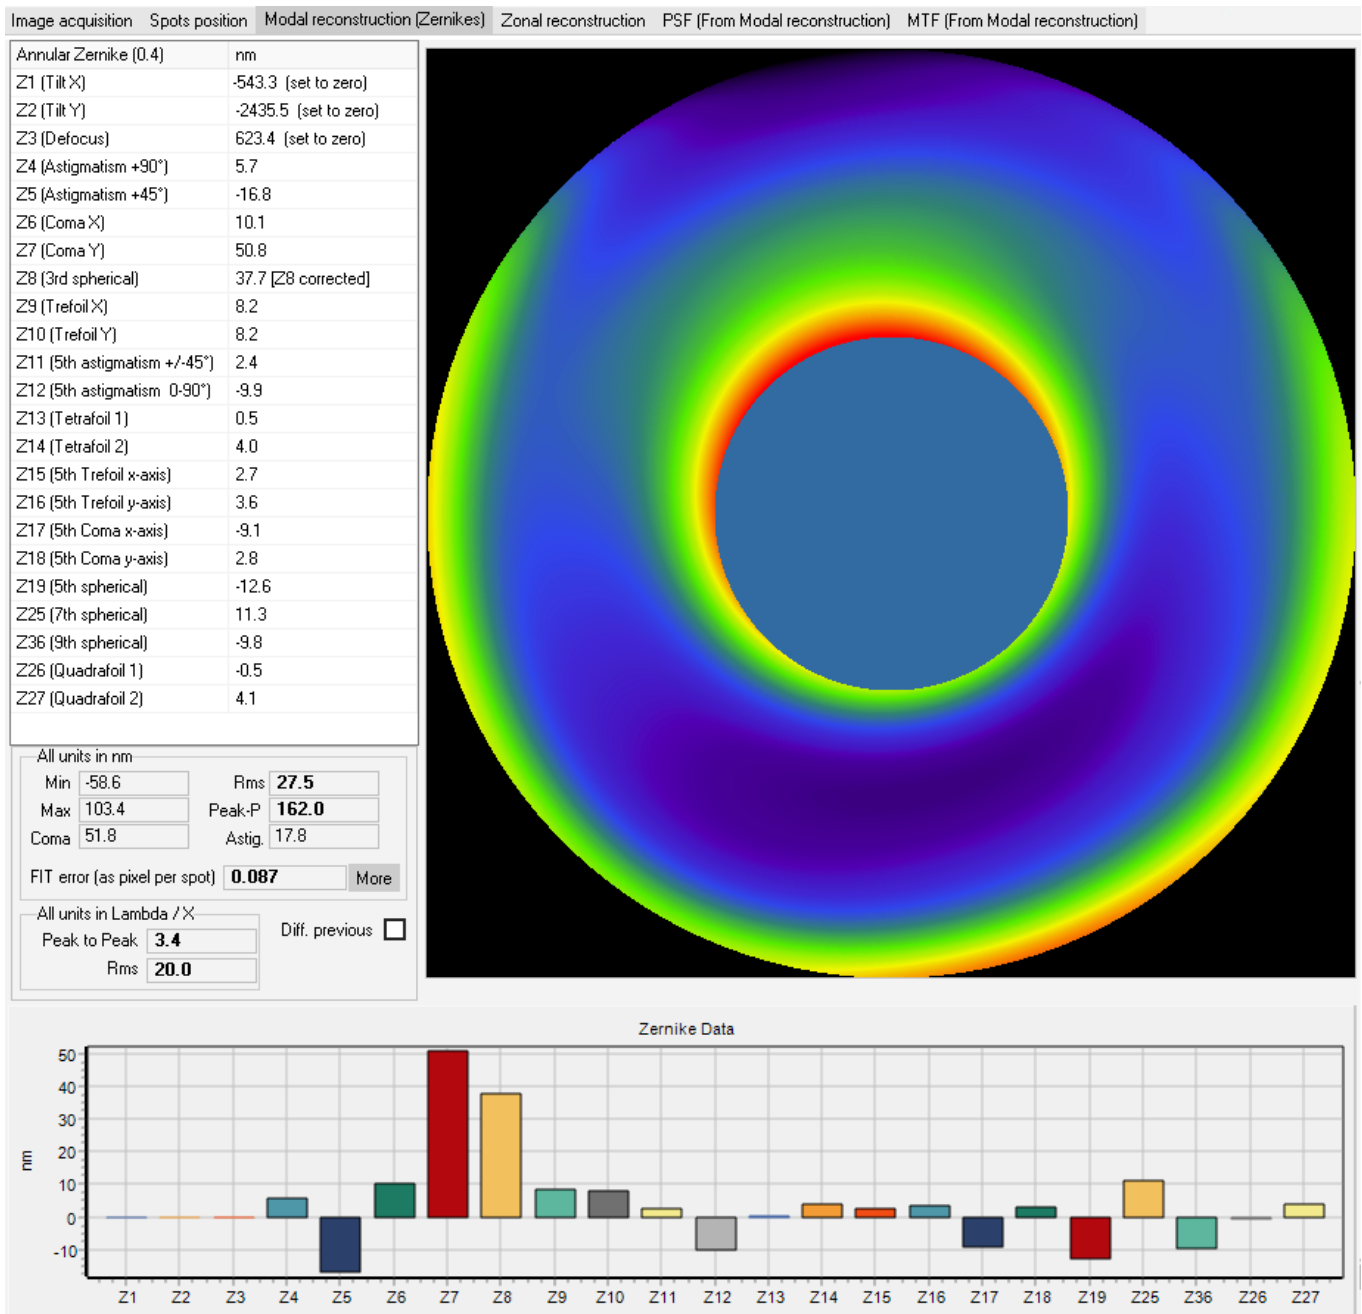 Image acquisition Spots position Modal reconstruction (Zernikes) Zonal reconstruction PSF (From Modal reconstruction) MTF (From Modal reconstruction)
Annular Zernike (0.4) nm
Z1 (Tilt X) -543.3 (set to zero)
Z2 (Tilt Y) -2435.5 (set to zero)
Z3 (Defocus) 623.4 (set to zero)
Z4 (Astigmatism +90°) 5.7
Z5 (Astigmatism +45°) -16.8
Z6 (Coma X) 10.1
Z7 (Coma Y) 50.8
Z8 (3rd spherical) 37.7 [Z8 corrected]
Z9 (Trefoil X) 8.2
Z10 (Trefoil Y) 8.2
Z11 (5th astigmatism +/-45°) 2.4
Z12 (5th astigmatism 0-90°) -9.9
Z13 (Tetrafoil 1) 0.5
Z14 (Tetrafoil 2) 4.0
Z15 (5th Trefoil x-axis) 2.7
Z16 (5th Trefoil y-axis) 3.6
Z17 (5th Coma x-axis) -9.1
Z18 (5th Coma y-axis) 2.8
Z19 (5th spherical) -12.6
Z25 (7th spherical) 11.3
Z36 (9th spherical) -9.8
Z26 (Quadrafoil 1) -0.5
Z27 (Quadrafoil 2) 4.1
All units in nm
Min -58.6 Rms 27.5
Max 103.4 Peak-P 162.0
Coma 51.8 Astig. 17.8
FIT error (as pixel per spot) 0.087 More
All units in Lambda / X
Peak to Peak 3.4 Diff. previous
Rms 20.0
Zernike Data
50
40
30
20
10
0
-10
nm
Z1 Z2 Z3 Z4 Z5 Z6 Z7 Z8 Z9 Z10 Z11 Z12 Z13 Z14 Z15 Z16 Z17 Z18 Z19 Z25 Z36 Z26 Z27